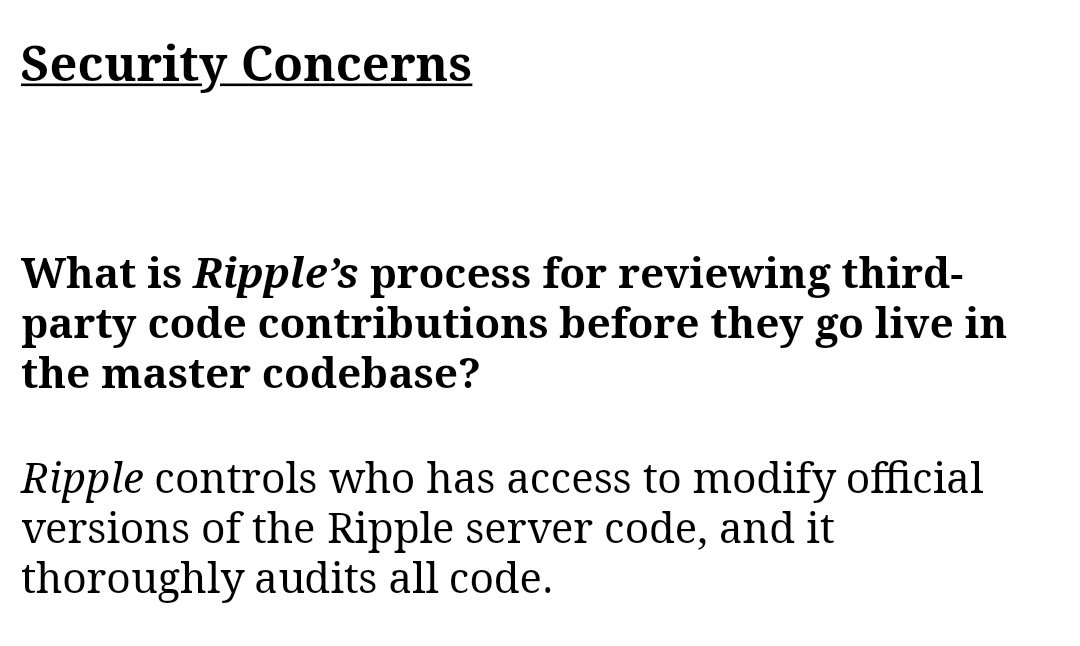 Security Concerns
What is Ripple’s process for reviewing third-
party code contributions before they go live in
the master codebase?
Ripple controls who has access to modify official
versions of the Ripple server code, and it
thoroughly audits all code.